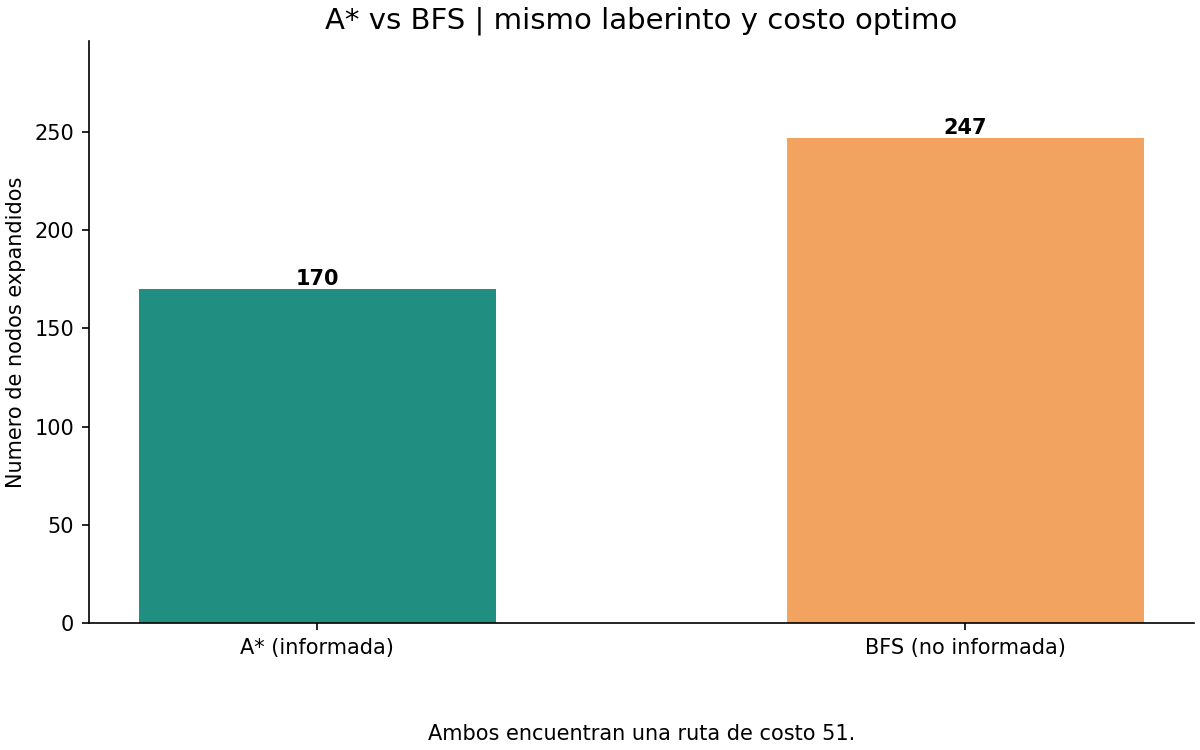 A* vs BFS | mismo laberinto y costo optimo
Numero de nodos expandidos
250
200
150
100
50
0
170
247
A* (informada)
BFS (no informada)
Ambos encuentran una ruta de costo 51.